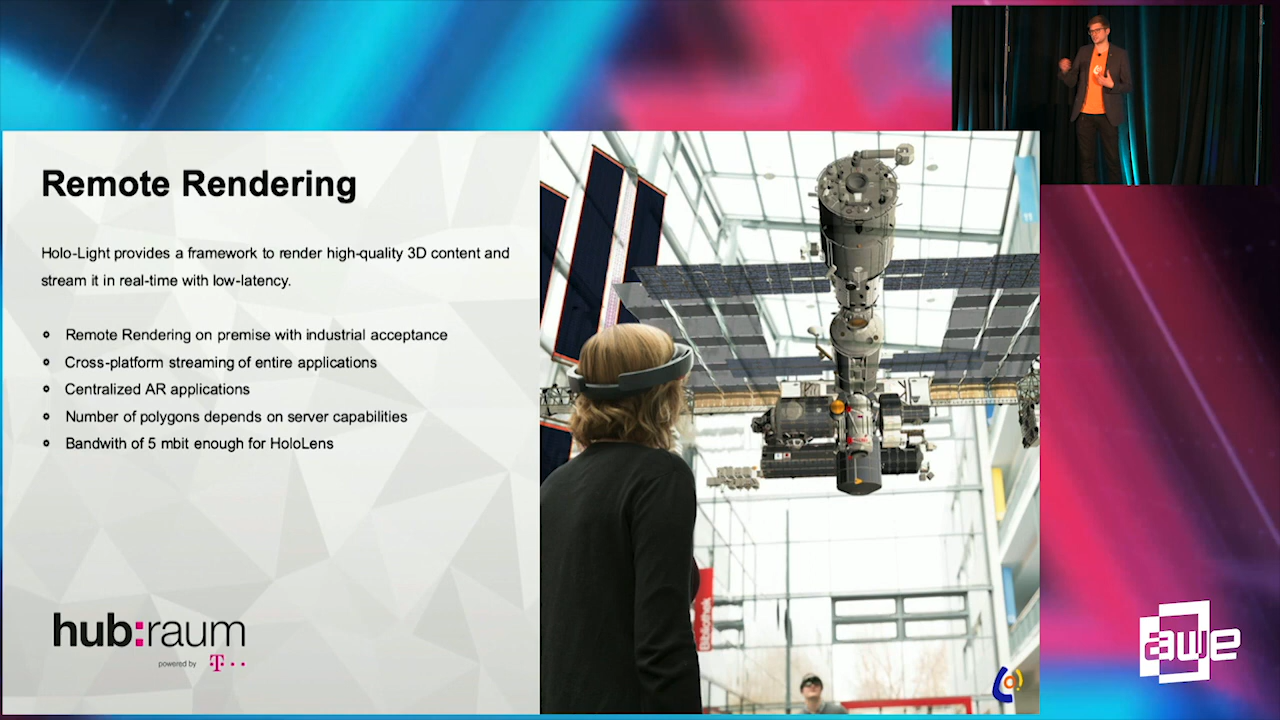 Remote Rendering
Holo-Light provides a framework to render high-quality 3D content and
stream it in real-time with low-latency.
Remote Rendering on premise with industrial acceptance
Cross-platform streaming of entire applications
Centralized AR applications
Number of polygons depends on server capabilities
Bandwith of 5 mbit enough for HoloLens
hub:raum
powered by T
Bibliothek
awe